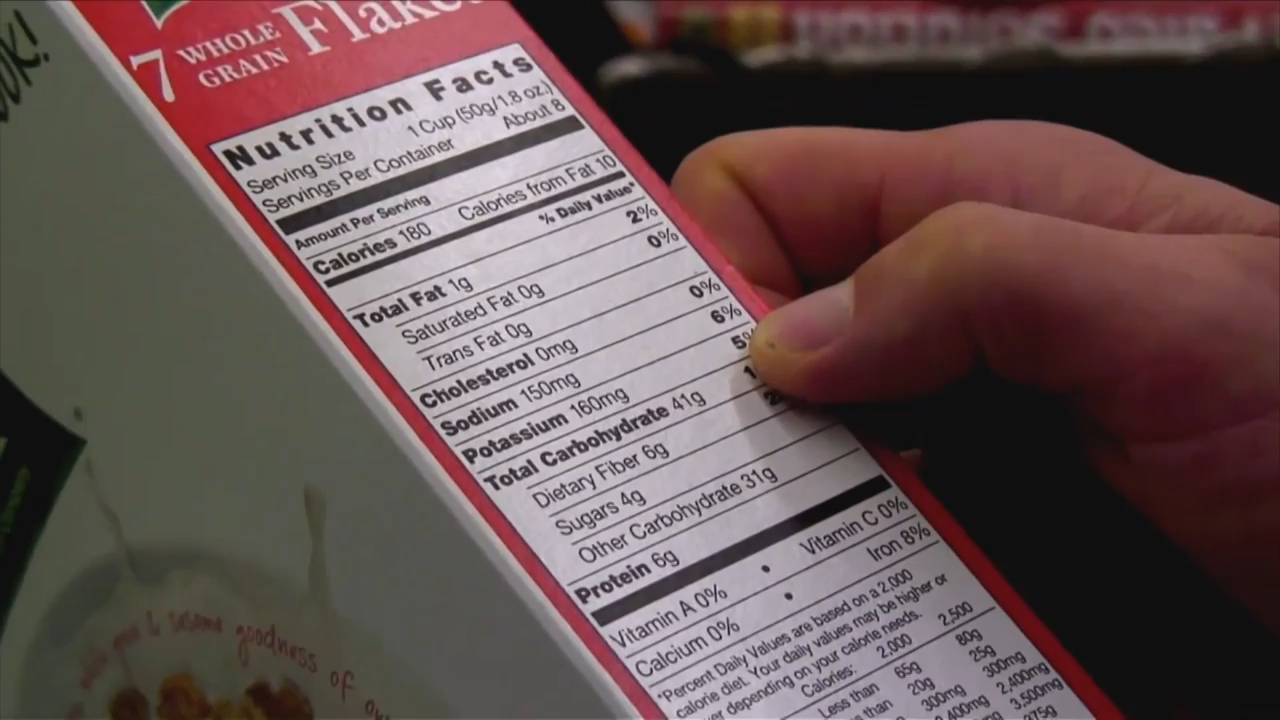 7 WHOLE GRAIN Flakes
Nutrition Facts
Serving Size 1 Cup (50g/1.8 oz.)
Servings Per Container About 8
Amount Per Serving
Calories 180 Calories from Fat 10
% Daily Value*
Total Fat 1g 2%
Saturated Fat 0g 0%
Trans Fat 0g
Cholesterol 0mg 0%
Sodium 150mg 6%
Potassium 160mg 5%
Total Carbohydrate 41g
Dietary Fiber 6g
Sugars 4g
Other Carbohydrate 31g
Protein 6g
Vitamin A 0% • Vitamin C 0%
Calcium 0% • Iron 8%
*Percent Daily Values are based on a 2,000
calorie diet. Your daily values may be higher or
depending on your calorie needs.
Calories: 2,000 2,500
Less than 65g 80g
than 20g 25g
300mg 300mg
2,400mg
3,500mg
375g
& sesame goodness of